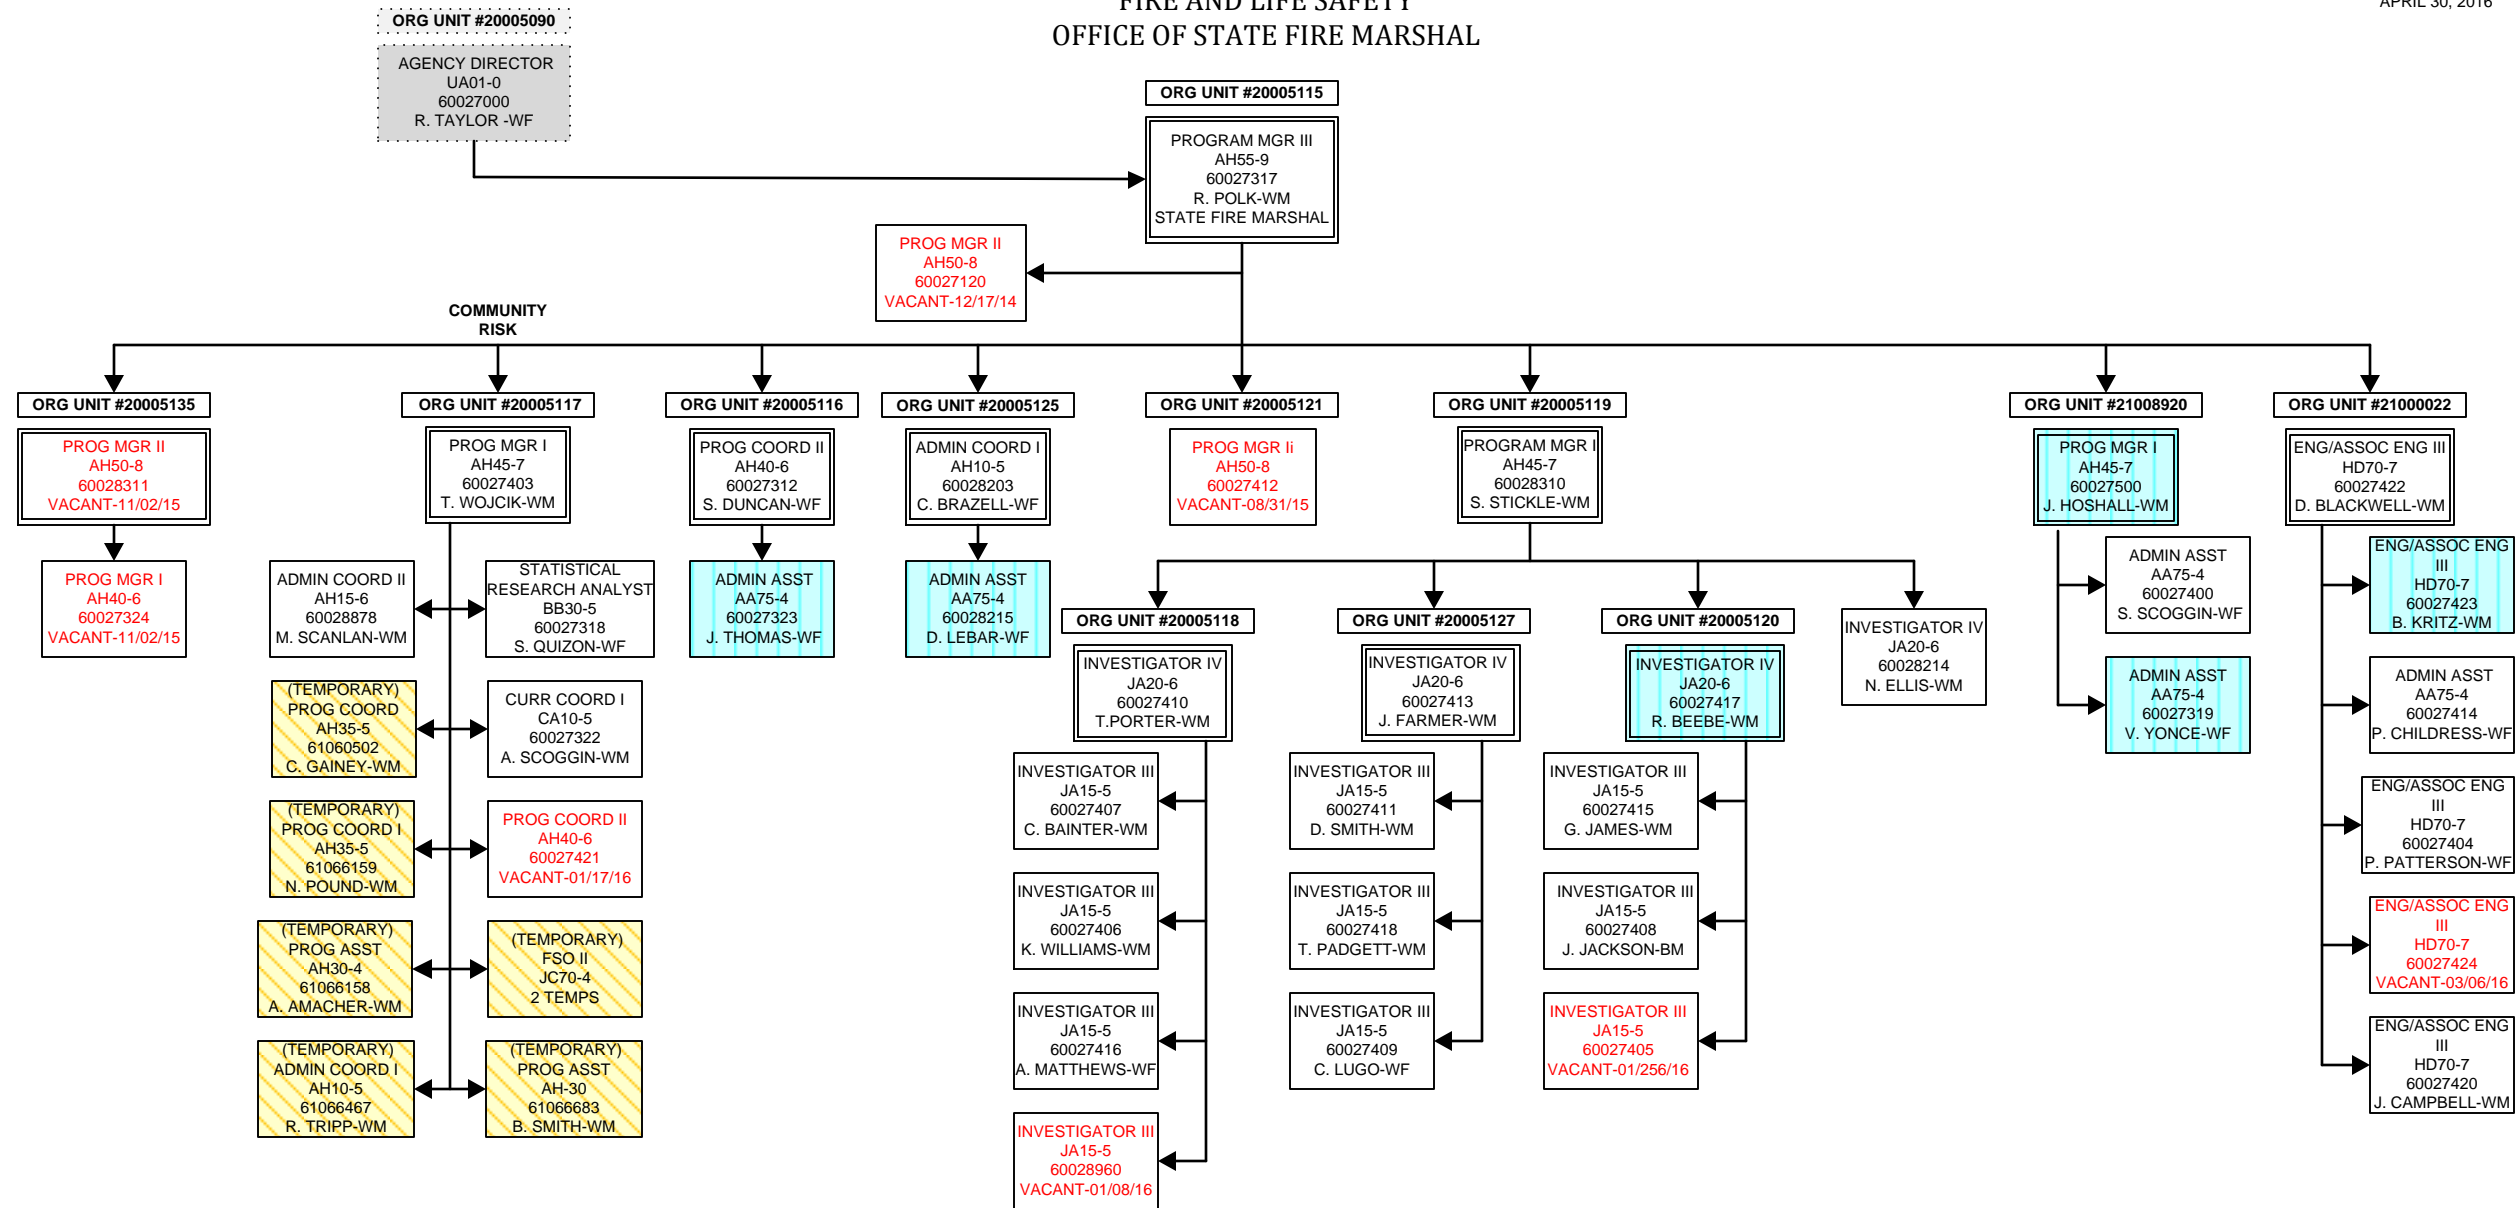 FIRE AND LIFE SAFETY
OFFICE OF STATE FIRE MARSHAL
APRIL 30, 2016
ORG UNIT #20005090
AGENCY DIRECTOR
UA01-0
60027000
R. TAYLOR -WF
ORG UNIT #20005115
PROGRAM MGR III
AH55-9
60027317
R. POLK-WM
STATE FIRE MARSHAL
PROG MGR II
AH50-8
60027120
VACANT-12/17/14
COMMUNITY
RISK
ORG UNIT #20005135
PROG MGR II
AH50-8
60028311
VACANT-11/02/15
PROG MGR I
AH40-6
60027324
VACANT-11/02/15
ORG UNIT #20005117
PROG MGR I
AH45-7
60027403
T. WOJCIK-WM
ADMIN COORD II
AH15-6
60028878
M. SCANLAN-WM
STATISTICAL
RESEARCH ANALYST
BB30-5
60027318
S. QUIZON-WF
(TEMPORARY)
PROG COORD
AH35-5
61060502
C. GAINEY-WM
CURR COORD I
CA10-5
60027322
A. SCOGGIN-WM
(TEMPORARY)
PROG COORD I
AH35-5
61066159
N. POUND-WM
PROG COORD II
AH40-6
60027421
VACANT-01/17/16
(TEMPORARY)
PROG ASST
AH30-4
61066158
A. AMACHER-WM
(TEMPORARY)
FSO II
JC70-4
2 TEMPS
(TEMPORARY)
ADMIN COORD I
AH10-5
61066467
R. TRIPP-WM
(TEMPORARY)
PROG ASST
AH-30
61066683
B. SMITH-WM
ORG UNIT #20005116
PROG COORD II
AH40-6
60027312
S. DUNCAN-WF
ADMIN ASST
AA75-4
60027323
J. THOMAS-WF
ORG UNIT #20005125
ADMIN COORD I
AH10-5
60028203
C. BRAZELL-WF
ADMIN ASST
AA75-4
60028215
D. LEBAR-WF
ORG UNIT #20005121
PROG MGR Ii
AH50-8
60027412
VACANT-08/31/15
ORG UNIT #20005119
PROGRAM MGR I
AH45-7
60028310
S. STICKLE-WM
ORG UNIT #20005118
INVESTIGATOR IV
JA20-6
60027410
T.PORTER-WM
INVESTIGATOR III
JA15-5
60027407
C. BAINTER-WM
INVESTIGATOR III
JA15-5
60027406
K. WILLIAMS-WM
INVESTIGATOR III
JA15-5
60027416
A. MATTHEWS-WF
INVESTIGATOR III
JA15-5
60028960
VACANT-01/08/16
ORG UNIT #20005127
INVESTIGATOR IV
JA20-6
60027413
J. FARMER-WM
INVESTIGATOR III
JA15-5
60027411
D. SMITH-WM
INVESTIGATOR III
JA15-5
60027418
T. PADGETT-WM
INVESTIGATOR III
JA15-5
60027409
C. LUGO-WF
ORG UNIT #20005120
INVESTIGATOR IV
JA20-6
60027417
R. BEEBE-WM
INVESTIGATOR III
JA15-5
60027415
G. JAMES-WM
INVESTIGATOR III
JA15-5
60027408
J. JACKSON-BM
INVESTIGATOR III
JA15-5
60027405
VACANT-01/256/16
INVESTIGATOR IV
JA20-6
60028214
N. ELLIS-WM
ORG UNIT #21008920
PROG MGR I
AH45-7
60027500
J. HOSHALL-WM
ADMIN ASST
AA75-4
60027400
S. SCOGGIN-WF
ADMIN ASST
AA75-4
60027319
V. YONCE-WF
ORG UNIT #21000022
ENG/ASSOC ENG III
HD70-7
60027422
D. BLACKWELL-WM
ENG/ASSOC ENG
III
HD70-7
60027423
B. KRITZ-WM
ADMIN ASST
AA75-4
60027414
P. CHILDRESS-WF
ENG/ASSOC ENG
III
HD70-7
60027404
P. PATTERSON-WF
ENG/ASSOC ENG
III
HD70-7
60027424
VACANT-03/06/16
ENG/ASSOC ENG
III
HD70-7
60027420
J. CAMPBELL-WM